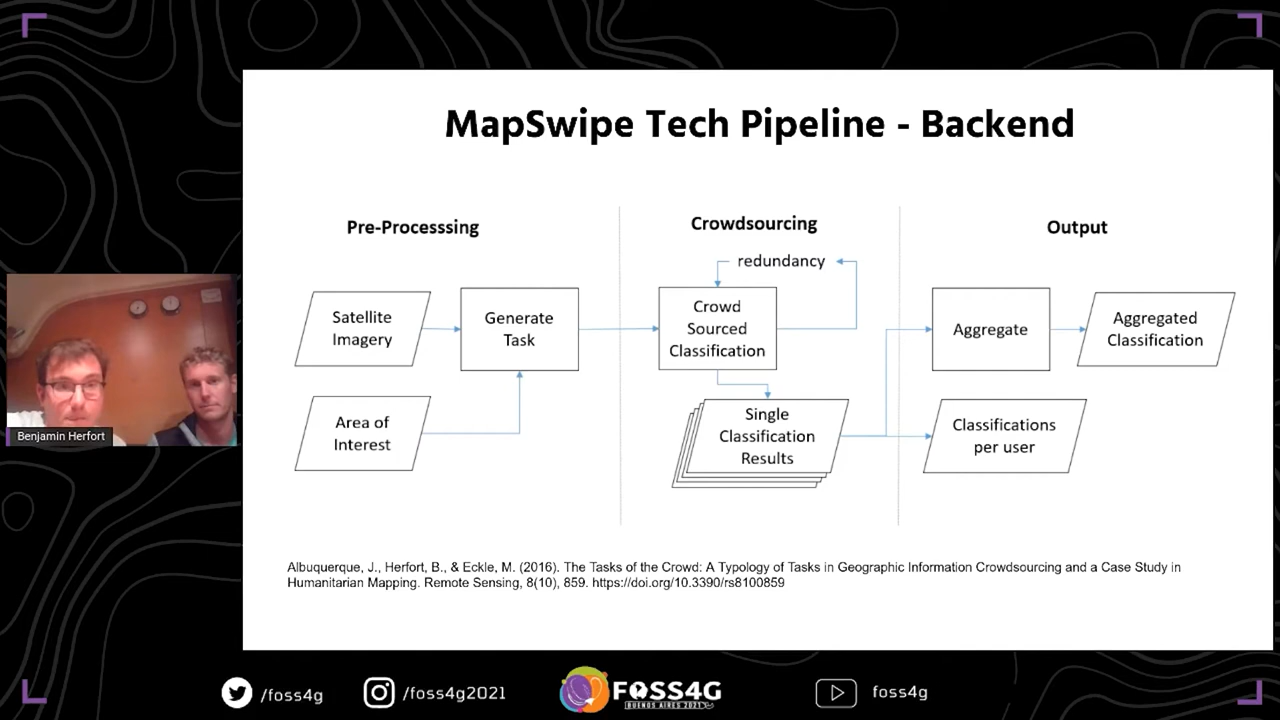 MapSwipe Tech Pipeline - Backend
Pre-Processsing
Crowdsourcing
Output
redundancy
Satellite
Imagery
Generate
Task
Crowd
Sourced
Classification
Aggregate
Aggregated
Classification
Area of
Interest
Single
Classification
Results
Classifications
per user
Benjamin Herfort
Albuquerque, J., Herfort, B., & Eckle, M. (2016). The Tasks of the Crowd: A Typology of Tasks in Geographic Information Crowdsourcing and a Case Study in
Humanitarian Mapping. Remote Sensing, 8(10), 859. https://doi.org/10.3390/rs8100859
/foss4g
/foss4g2021
FOSS4G
BUENOS AIRES 2021
foss4g